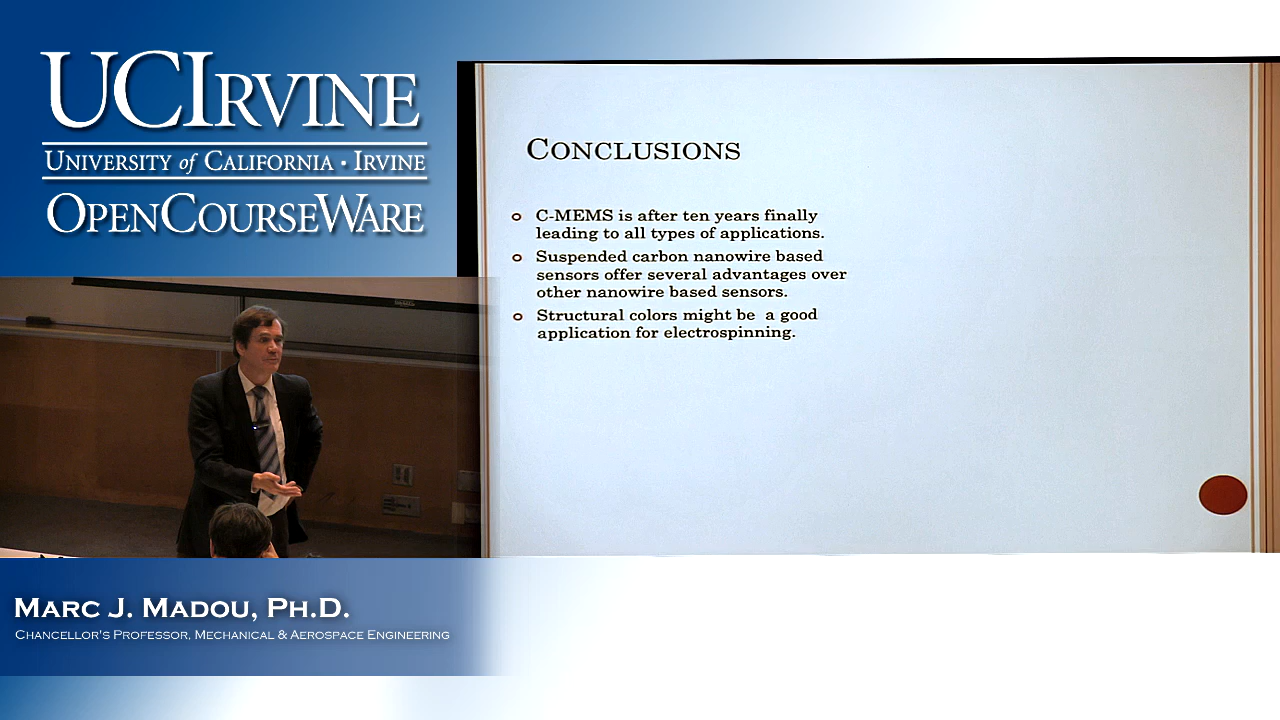 UCIRVINE
UNIVERSITY of CALIFORNIA • IRVINE
OPENCOURSEWARE
CONCLUSIONS
C-MEMS is after ten years finally
leading to all types of applications.
Suspended carbon nanowire based
sensors offer several advantages over
other nanowire based sensors.
Structural colors might be a good
application for electrospinning.
MARC J. MADOU, PH.D.
CHANCELLOR'S PROFESSOR, MECHANICAL & AEROSPACE ENGINEERING